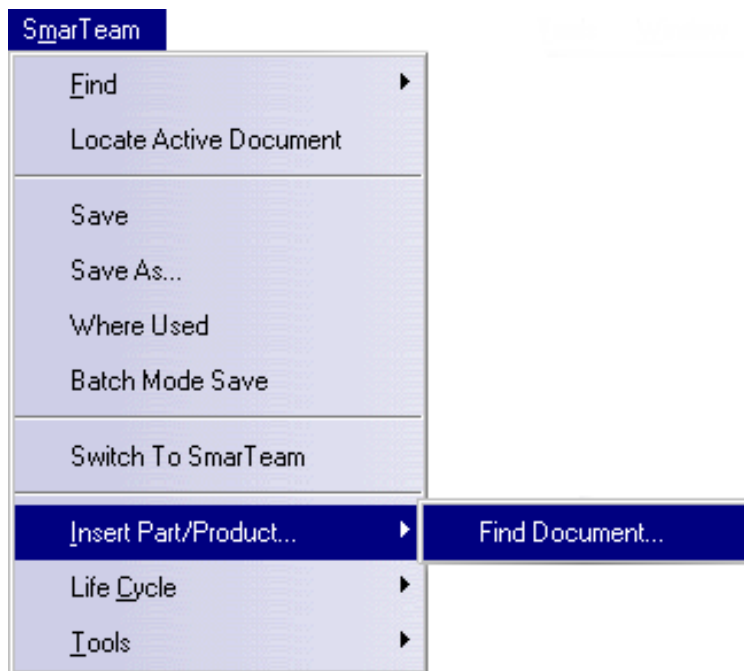 SmarTeam
Find
Locate Active Document
Save
Save As...
Where Used
Batch Mode Save
Switch To SmarTeam
Insert Part/Product...
Find Document...
Life Cycle
Tools